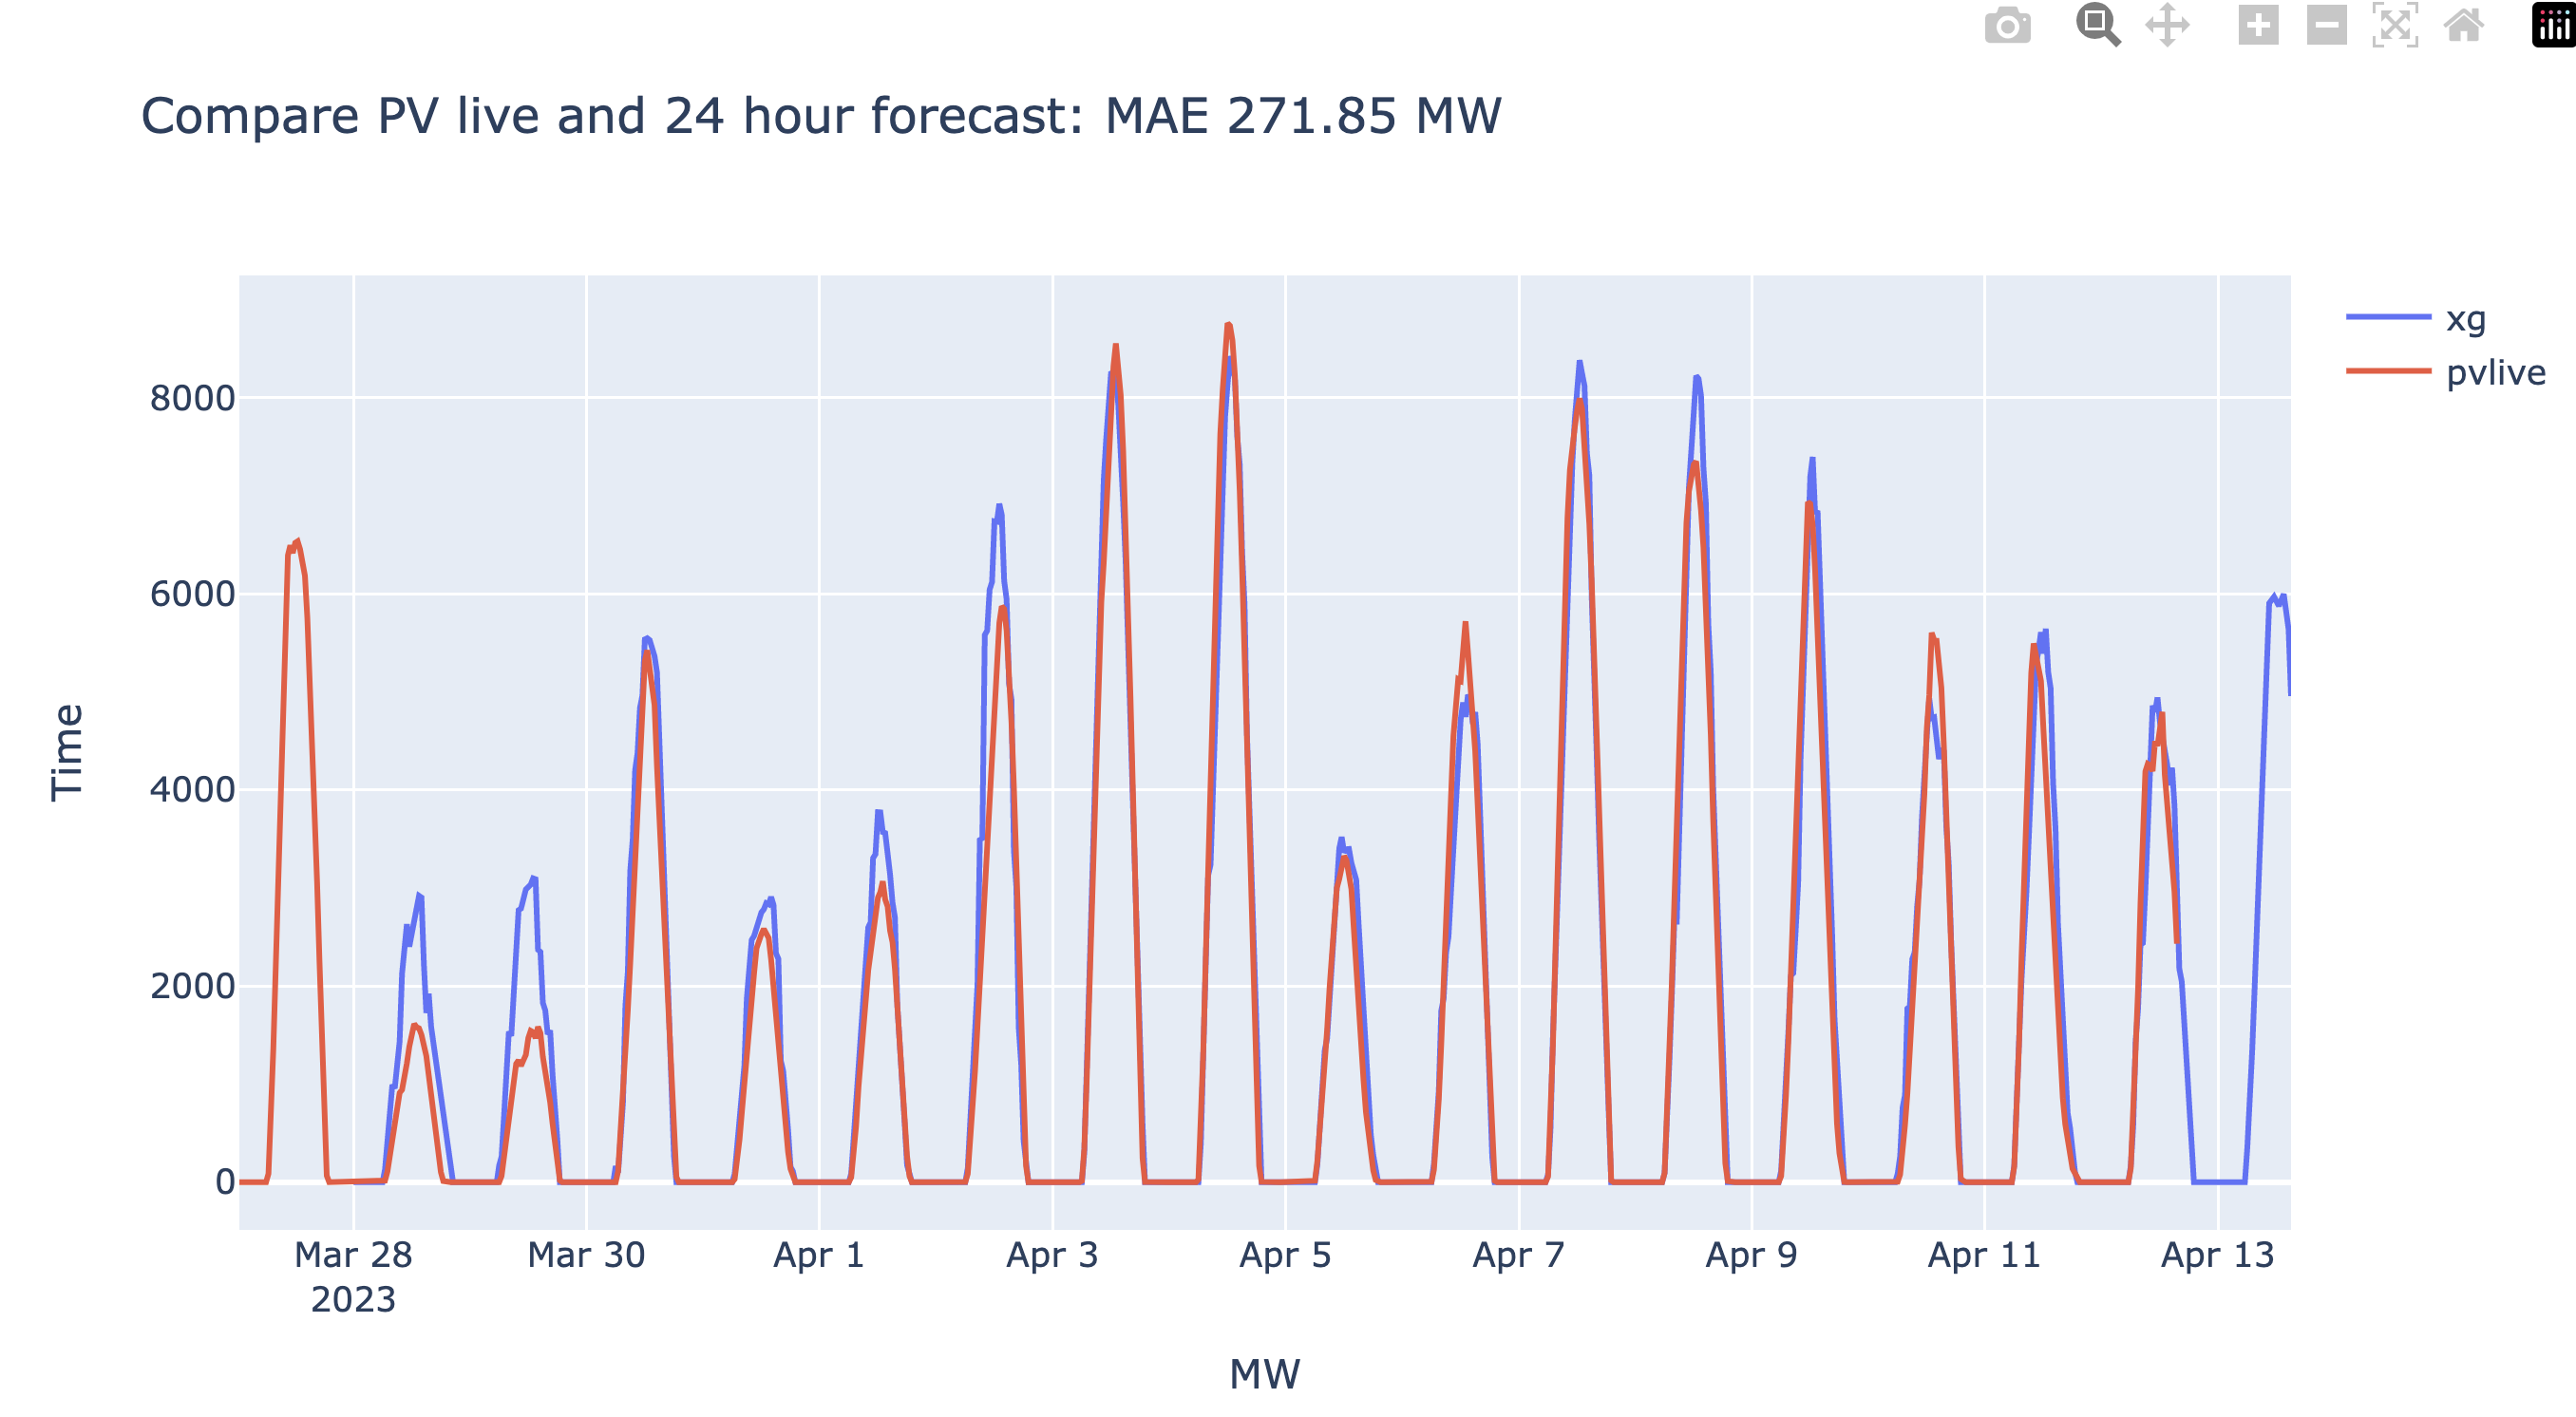 Compare PV live and 24 hour forecast: MAE 271.85 MW
xg
pvlive
Time
8000
6000
4000
2000
0
Mar 28 Mar 30 Apr 1 Apr 3 Apr 5 Apr 7 Apr 9 Apr 11 Apr 13
2023
MW